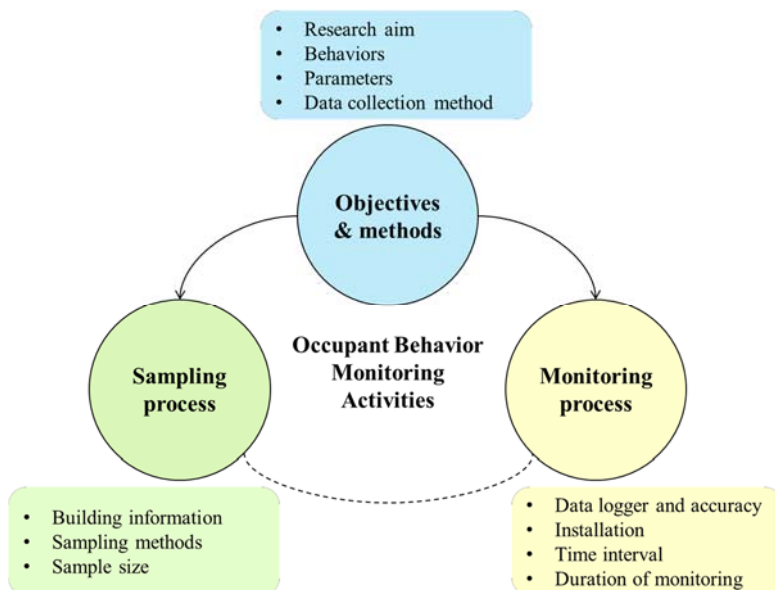 • Research aim
• Behaviors
• Parameters
• Data collection method
Objectives
& methods
Sampling
process
Occupant Behavior
Monitoring
Activities
Monitoring
process
• Building information
• Sampling methods
• Sample size
• Data logger and accuracy
• Installation
• Time interval
• Duration of monitoring